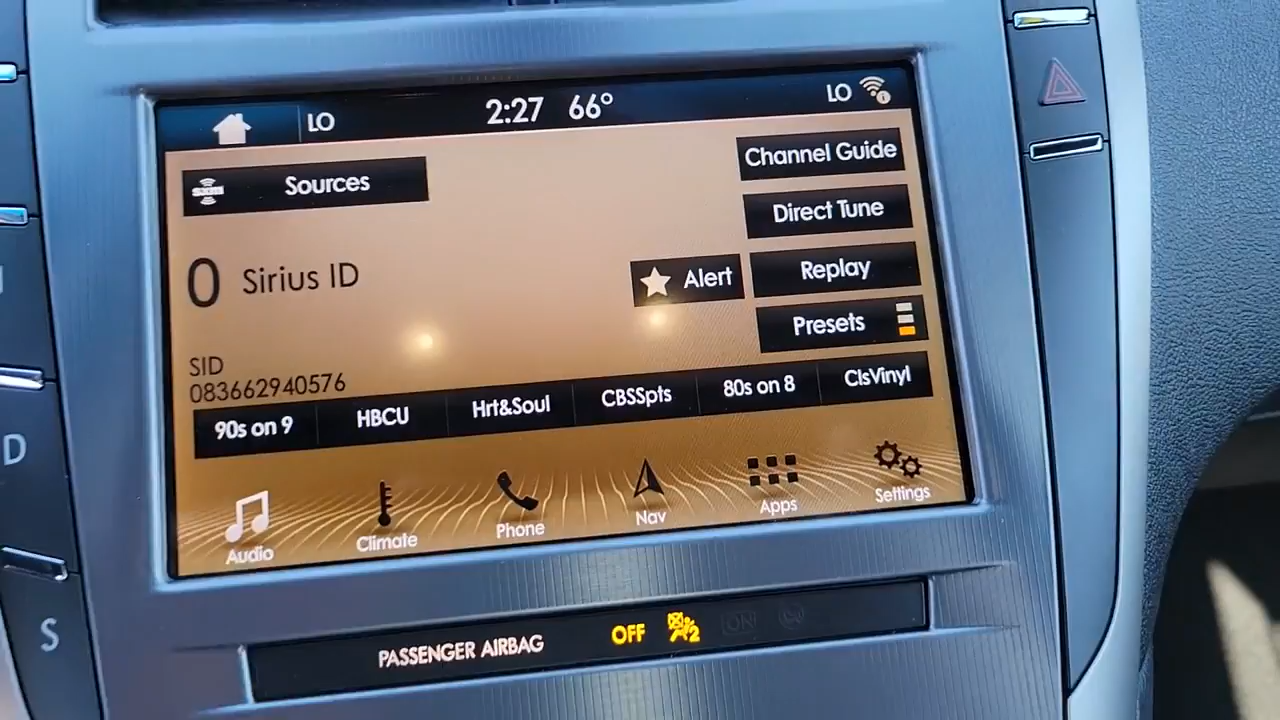 LO 2:27 66° LO
Sources
Channel Guide
Direct Tune
0 Sirius ID
Alert
Replay
Presets
SID
083662940576
90s on 9 HBCU Hrt&Soul CBSSpts 80s on 8 ClsVinyl
Audio Climate Phone Nav Apps Settings
D
S
PASSENGER AIRBAG OFF 2 ON